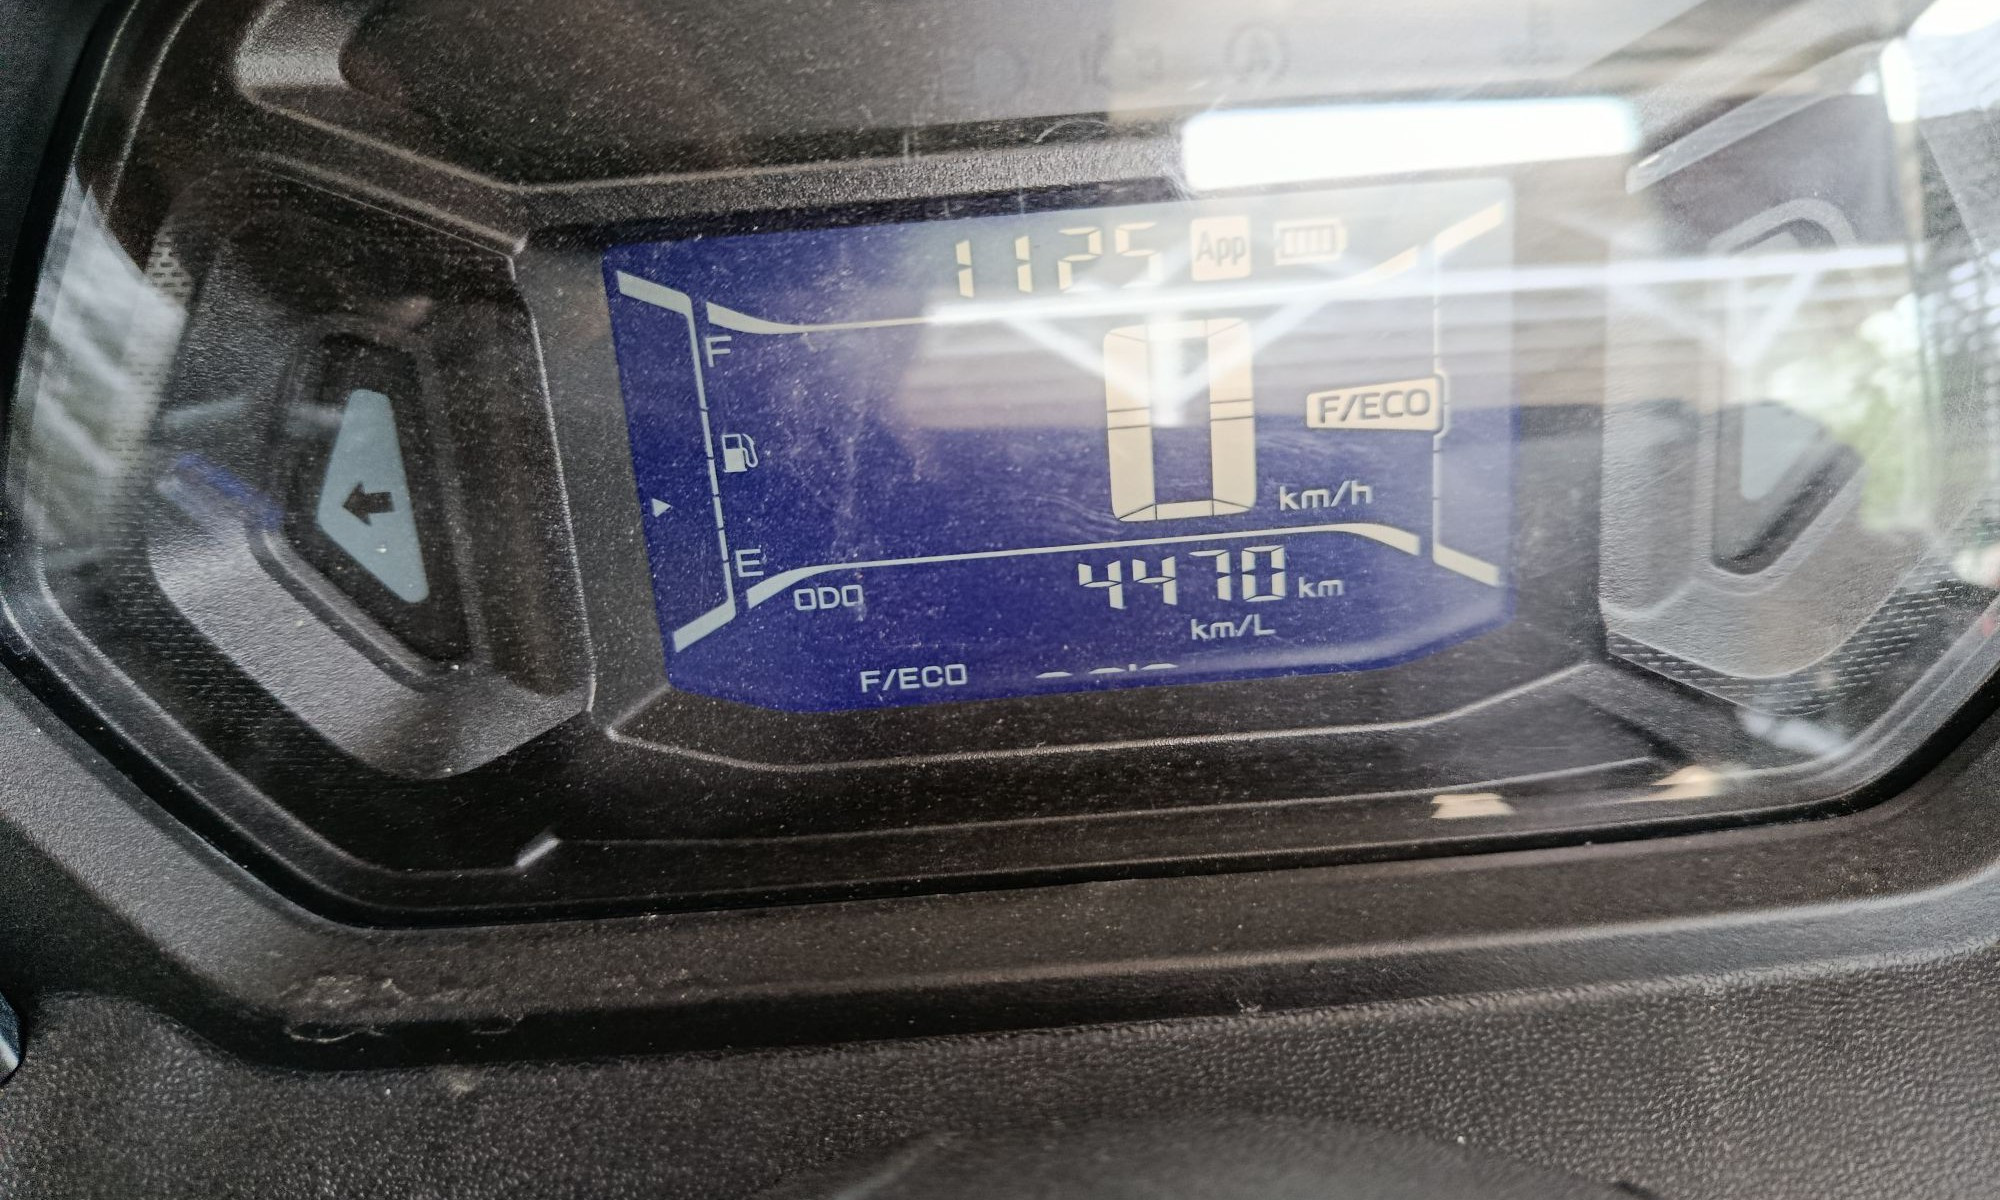 1125 App
F
F/ECO
km/h
E
ODO 4470 km
km/L
F/ECO
0